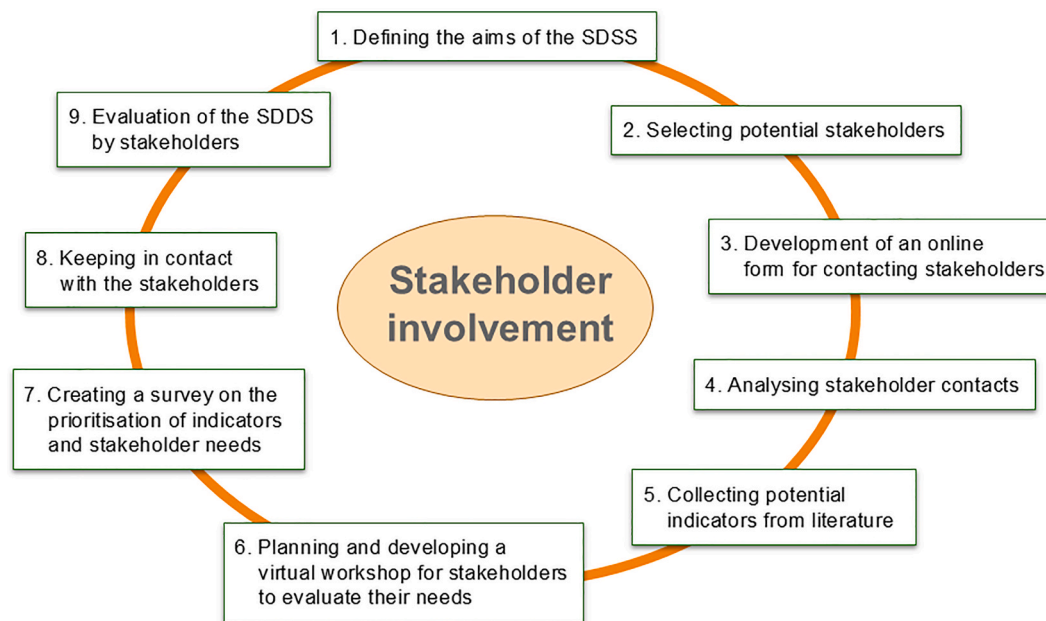 1. Defining the aims of the SDSS
2. Selecting potential stakeholders
3. Development of an online
form for contacting stakeholders
4. Analysing stakeholder contacts
5. Collecting potential
indicators from literature
6. Planning and developing a
virtual workshop for stakeholders
to evaluate their needs
7. Creating a survey on the
prioritisation of indicators
and stakeholder needs
8. Keeping in contact
with the stakeholders
9. Evaluation of the SDDS
by stakeholders
Stakeholder
involvement